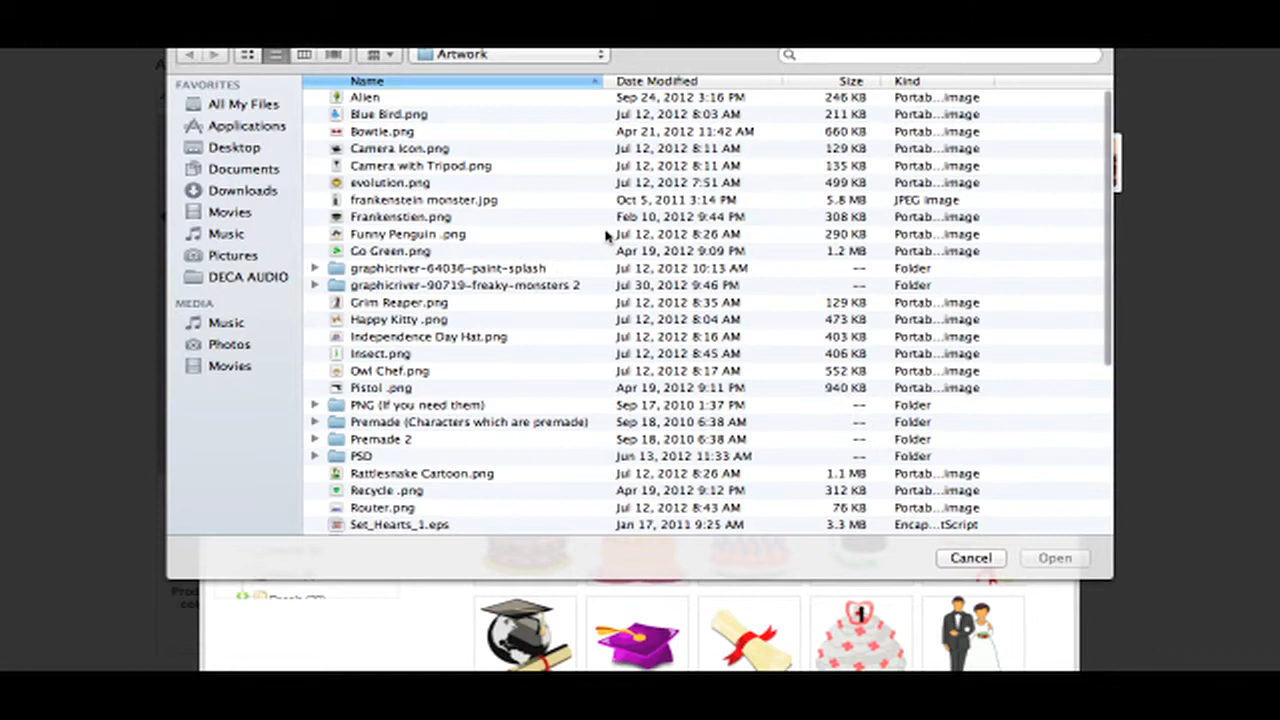 Artwork
FAVORITES
All My Files
Applications
Desktop
Documents
Downloads
Movies
Music
Pictures
DECA AUDIO
MEDIA
Music
Photos
Movies
Name Date Modified Size Kind
Alien Sep 24, 2012 3:16 PM 246 KB Portab...image
Blue Bird.png Jul 12, 2012 8:03 AM 211 KB Portab...image
Bowtie.png Apr 21, 2012 11:42 AM 660 KB Portab...image
Camera Icon.png Jul 12, 2012 8:11 AM 129 KB Portab...image
Camera with Tripod.png Jul 12, 2012 8:11 AM 135 KB Portab...image
evolution.png Jul 12, 2012 7:51 AM 499 KB Portab...image
frankenstein monster.jpg Oct 5, 2011 3:14 PM 5.8 MB JPEG image
Frankenstien.png Feb 10, 2012 9:44 PM 308 KB Portab...image
Funny Penguin .png Jul 12, 2012 8:26 AM 290 KB Portab...image
Go Green.png Apr 19, 2012 9:09 PM 1.2 MB Portab...image
graphicriver-64036-paint-splash Jul 12, 2012 10:13 AM -- Folder
graphicriver-90719-freaky-monsters 2 Jul 30, 2012 9:46 PM -- Folder
Grim Reaper.png Jul 12, 2012 8:35 AM 129 KB Portab...image
Happy Kitty .png Jul 12, 2012 8:04 AM 473 KB Portab...image
Independence Day Hat.png Jul 12, 2012 8:16 AM 403 KB Portab...image
Insect.png Jul 12, 2012 8:45 AM 406 KB Portab...image
Owl Chef.png Jul 12, 2012 8:17 AM 552 KB Portab...image
Pistol .png Apr 19, 2012 9:11 PM 940 KB Portab...image
PNG (If you need them) Sep 17, 2010 1:37 PM -- Folder
Premade (Characters which are premade) Sep 18, 2010 6:38 AM -- Folder
Premade 2 Sep 18, 2010 6:38 AM -- Folder
PSD Jun 13, 2012 11:33 AM -- Folder
Rattlesnake Cartoon.png Jul 12, 2012 8:26 AM 1.1 MB Portab...image
Recycle .png Apr 19, 2012 9:12 PM 312 KB Portab...image
Router.png Jul 12, 2012 8:43 AM 76 KB Portab...image
Set_Hearts_1.eps Jan 17, 2011 9:25 AM 3.3 MB Encap...tScript
Cancel Open